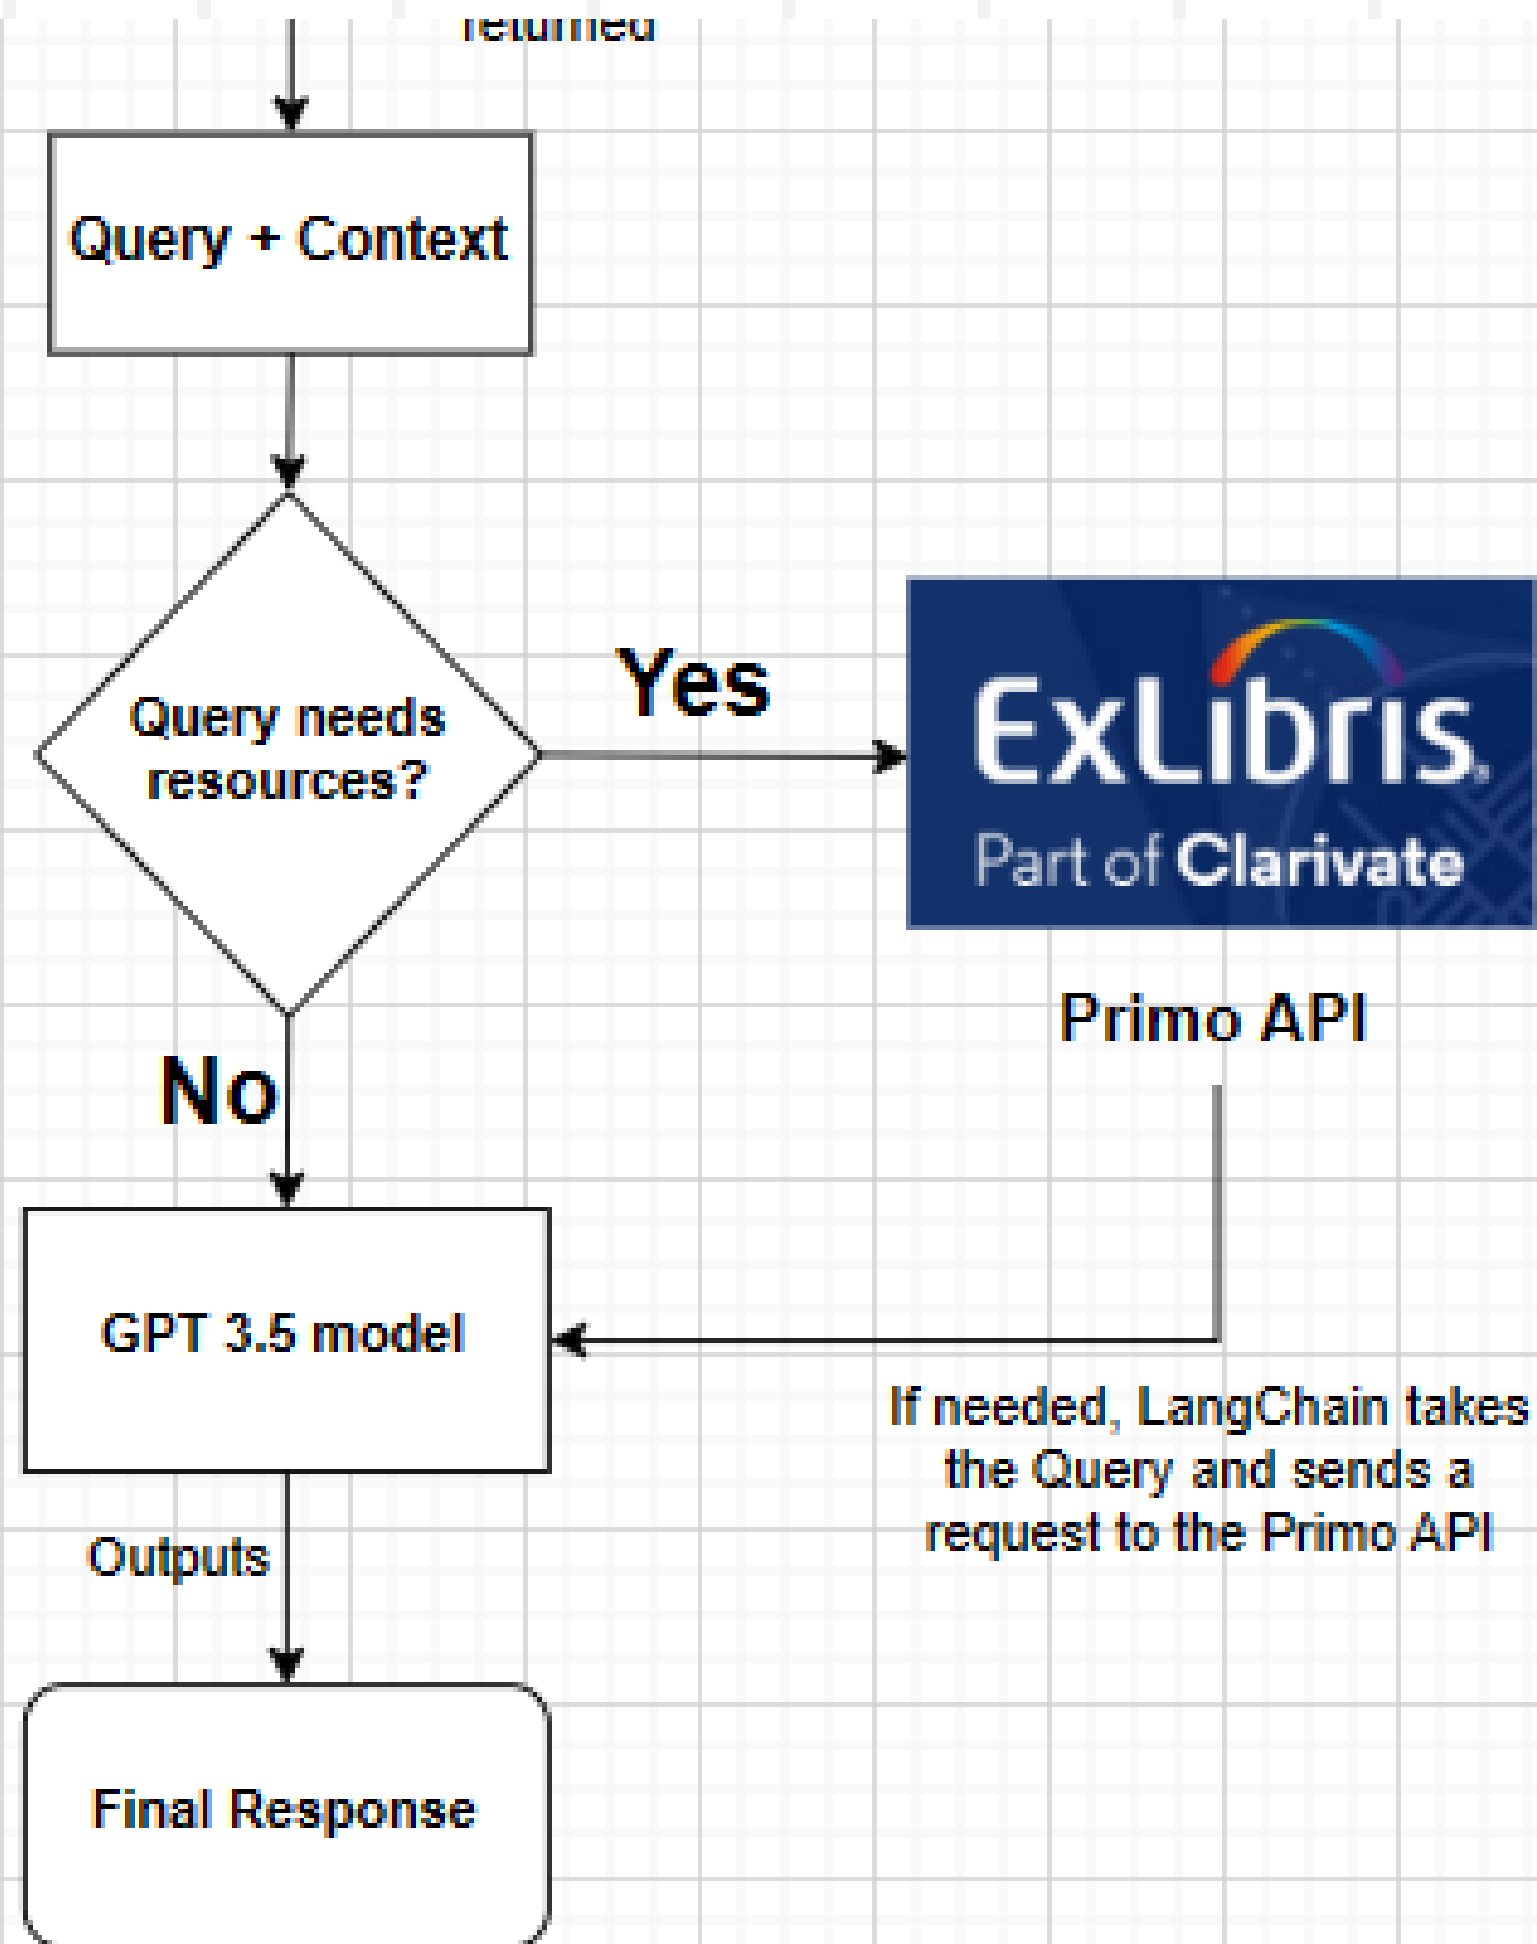 returned
Query + Context
Query needs
resources?
Yes
ExLibris
Part of Clarivate
Primo API
No
GPT 3.5 model
If needed, LangChain takes
the Query and sends a
request to the Primo API
Outputs
Final Response